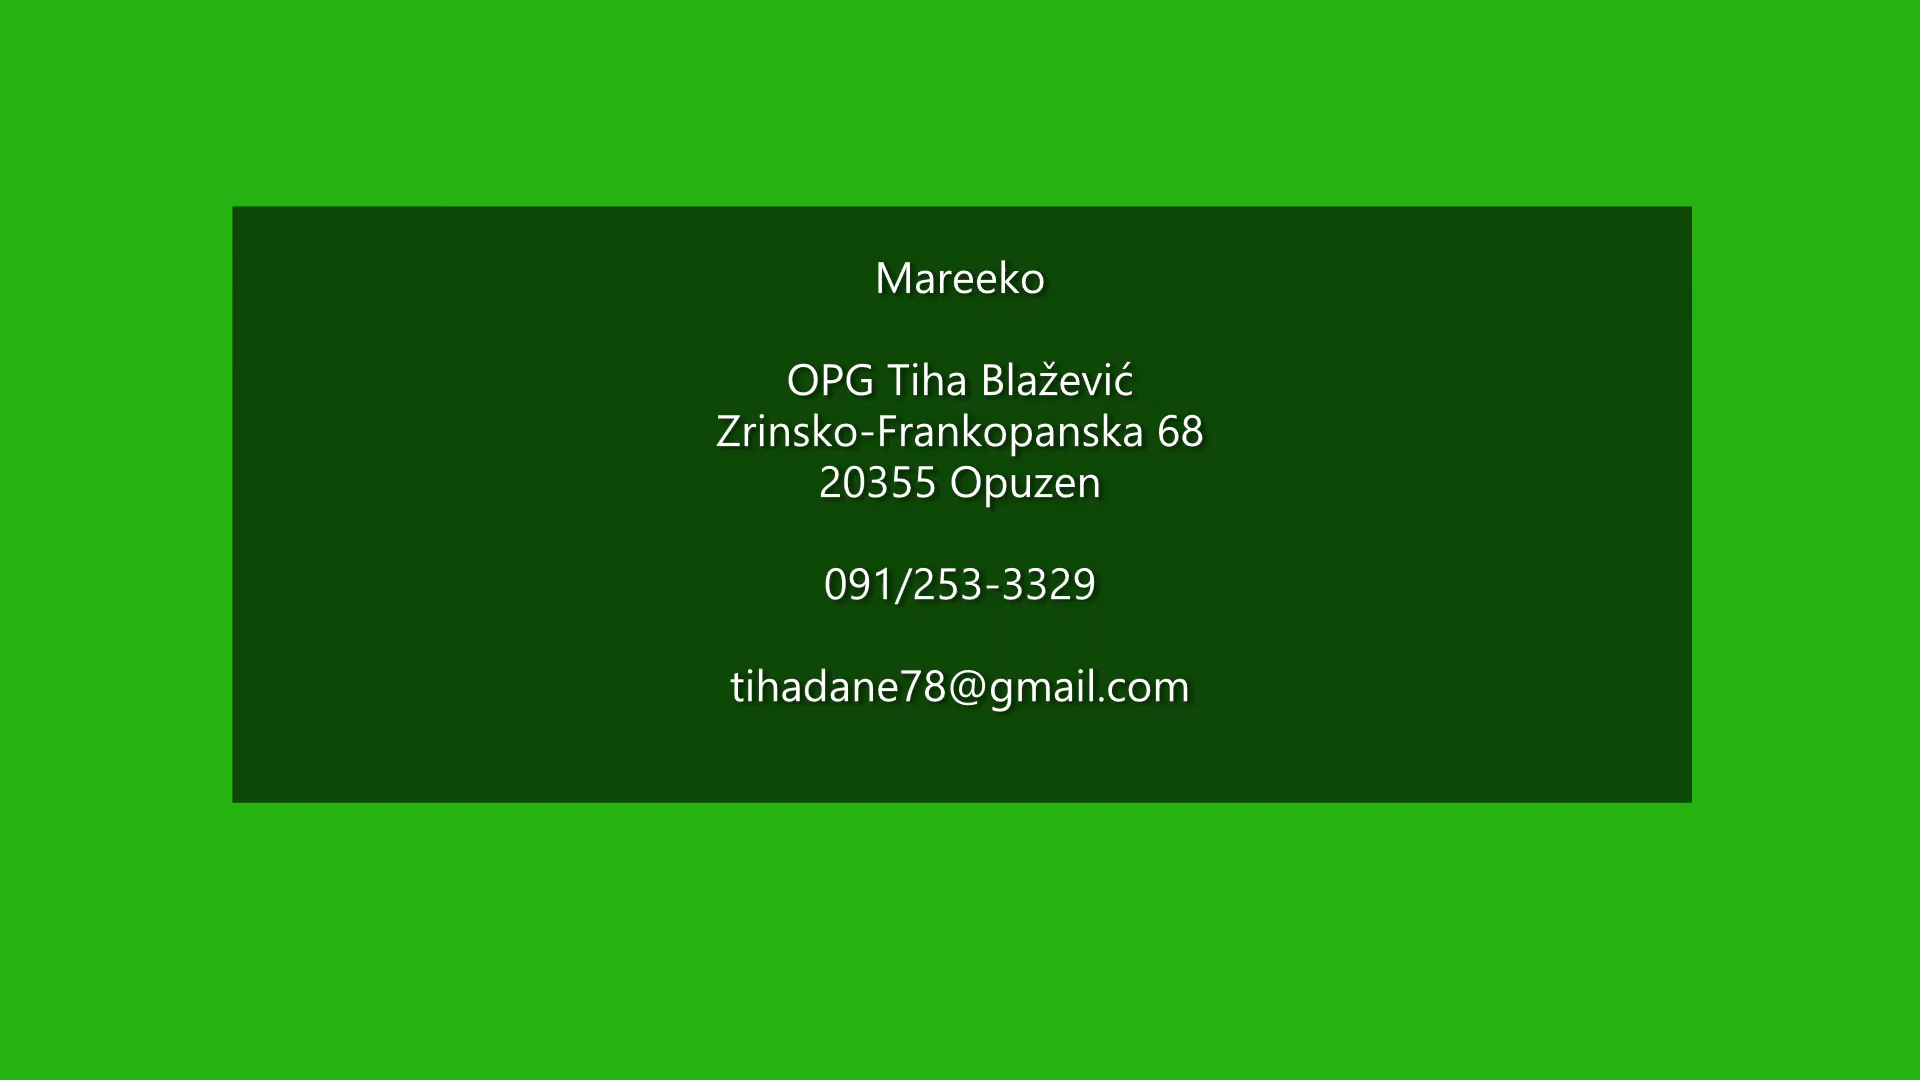 Mareeko
OPG Tiha Blažević
Zrinsko-Frankopanska 68
20355 Opuzen
091/253-3329
tihadane78@gmail.com